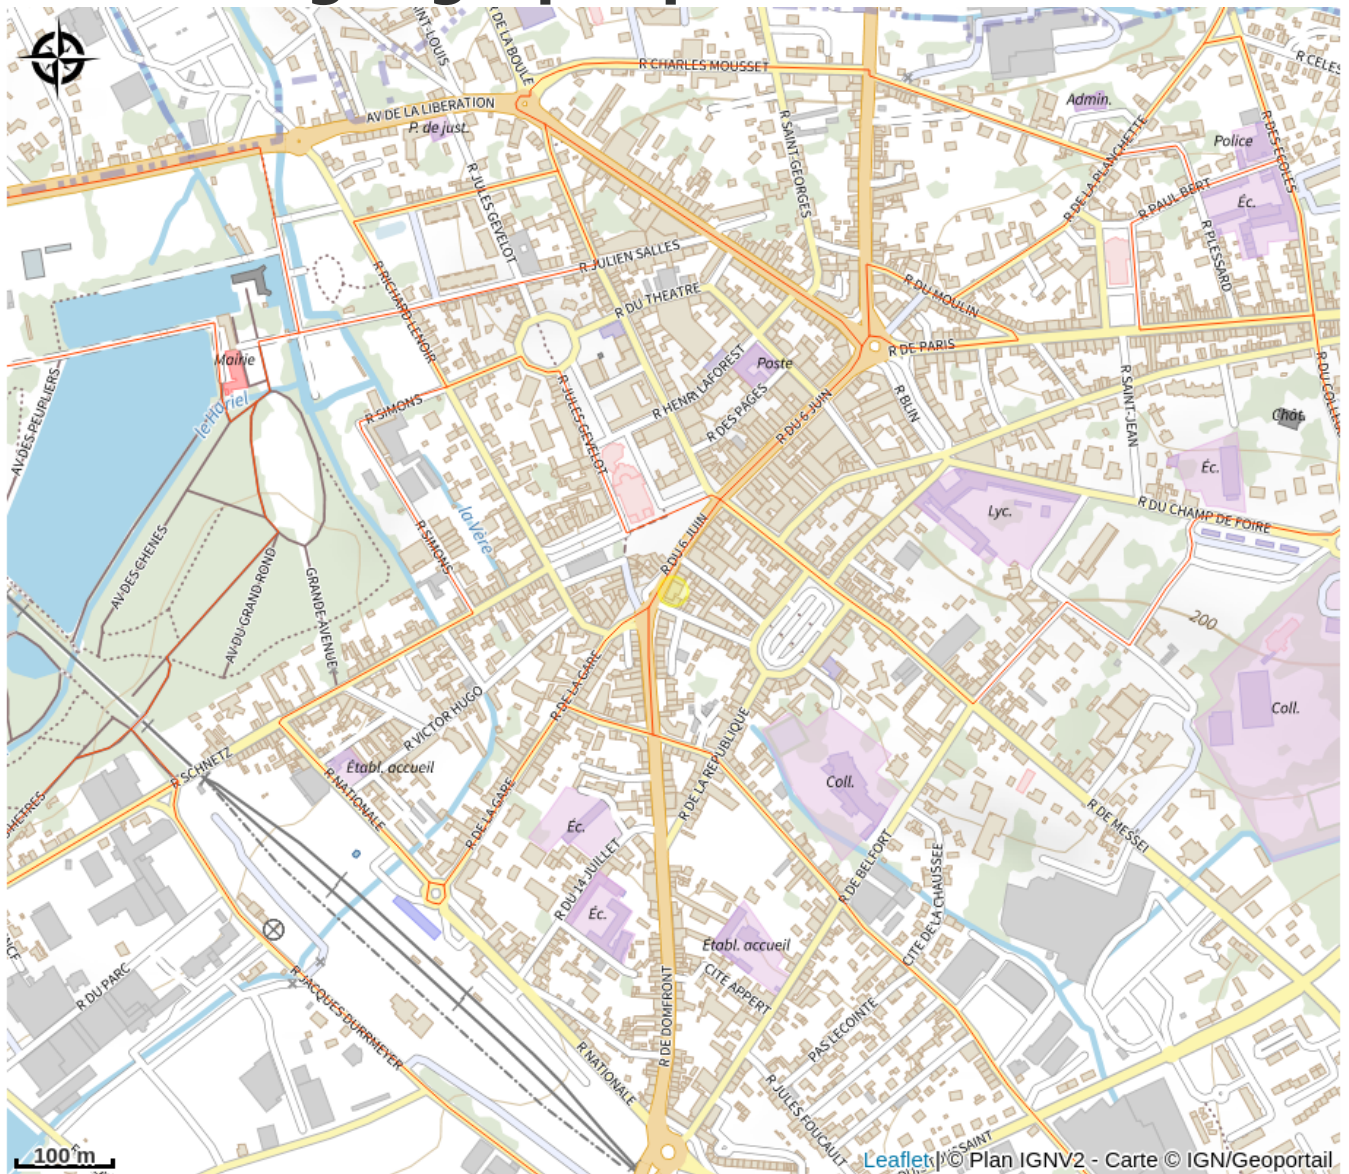 R CHARLES MOUSSET
R DE LA BOULE
AV DE LA LIBERATION
P. de just.
Admin.
Police
R DES ECOLES
R SAINT-GEORGES
R DE LA PLANCHETTE
R PAUL BERT
Éc.
R PLESSARD
R JULES GEVELOT
R JULIEN SALLES
R RICHARD-LENOIR
R DU THEATRE
R DU MOULIN
R DE PARIS
Mairie
le Hariel
R SIMONS
R HENRI LAFOREST
Poste
R DES PAGES
R DU 6 JUIN
R BLIN
R SAINT-JEAN
Chât.
AV DES PEUPLIERS
R JULES GEVELOT
Éc.
Lyc.
R DU CHAMP DE FOIRE
AV DES CHENES
R SIMONS
la Vère
R DU 6 JUIN
AV DU GRAND ROND
GRANDE AVENUE
200
R DE LA GARE
R VICTOR HUGO
R SCHNETZ
Établ. accueil
R NATIONALE
R DE LA GARE
R DE LA REPUBLIQUE
Coll.
Coll.
Éc.
R DE MESSEI
R DU 14 JUILLET
R DE BELFORT
CITE DE LA CHAUSSEE
Éc.
Établ. accueil
CITE APPERT
R DU PARC
R JACQUES DURRMEYER
R DE DOMFRONT
PAS LECOINTE
R NATIONALE
R JULES FOUCAULT
100 m
Leaflet | © Plan IGNV2 - Carte © IGN/Geoportail